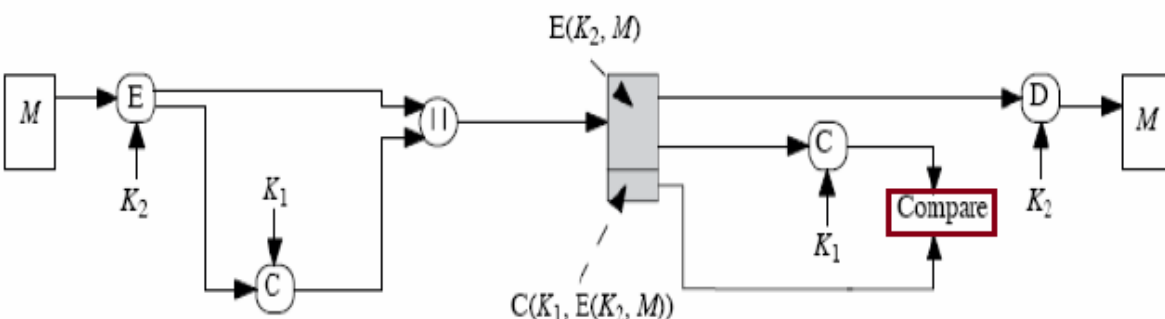 E(K₂, M)
M
E
||
D
M
C
K₂
K₁
Compare
K₂
K₁
C
C(K₁, E(K₂, M))